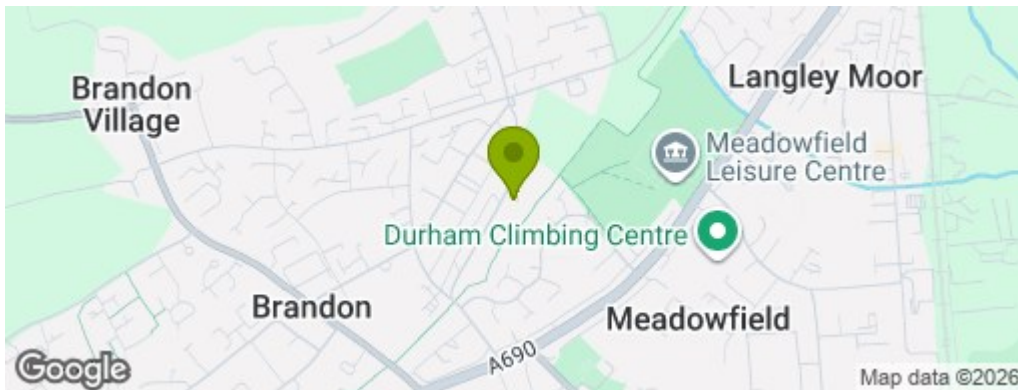 Brandon
Village
Langley Moor
Meadowfield
Leisure Centre
Durham Climbing Centre
Brandon
Meadowfield
A690
Google
Map data ©2026